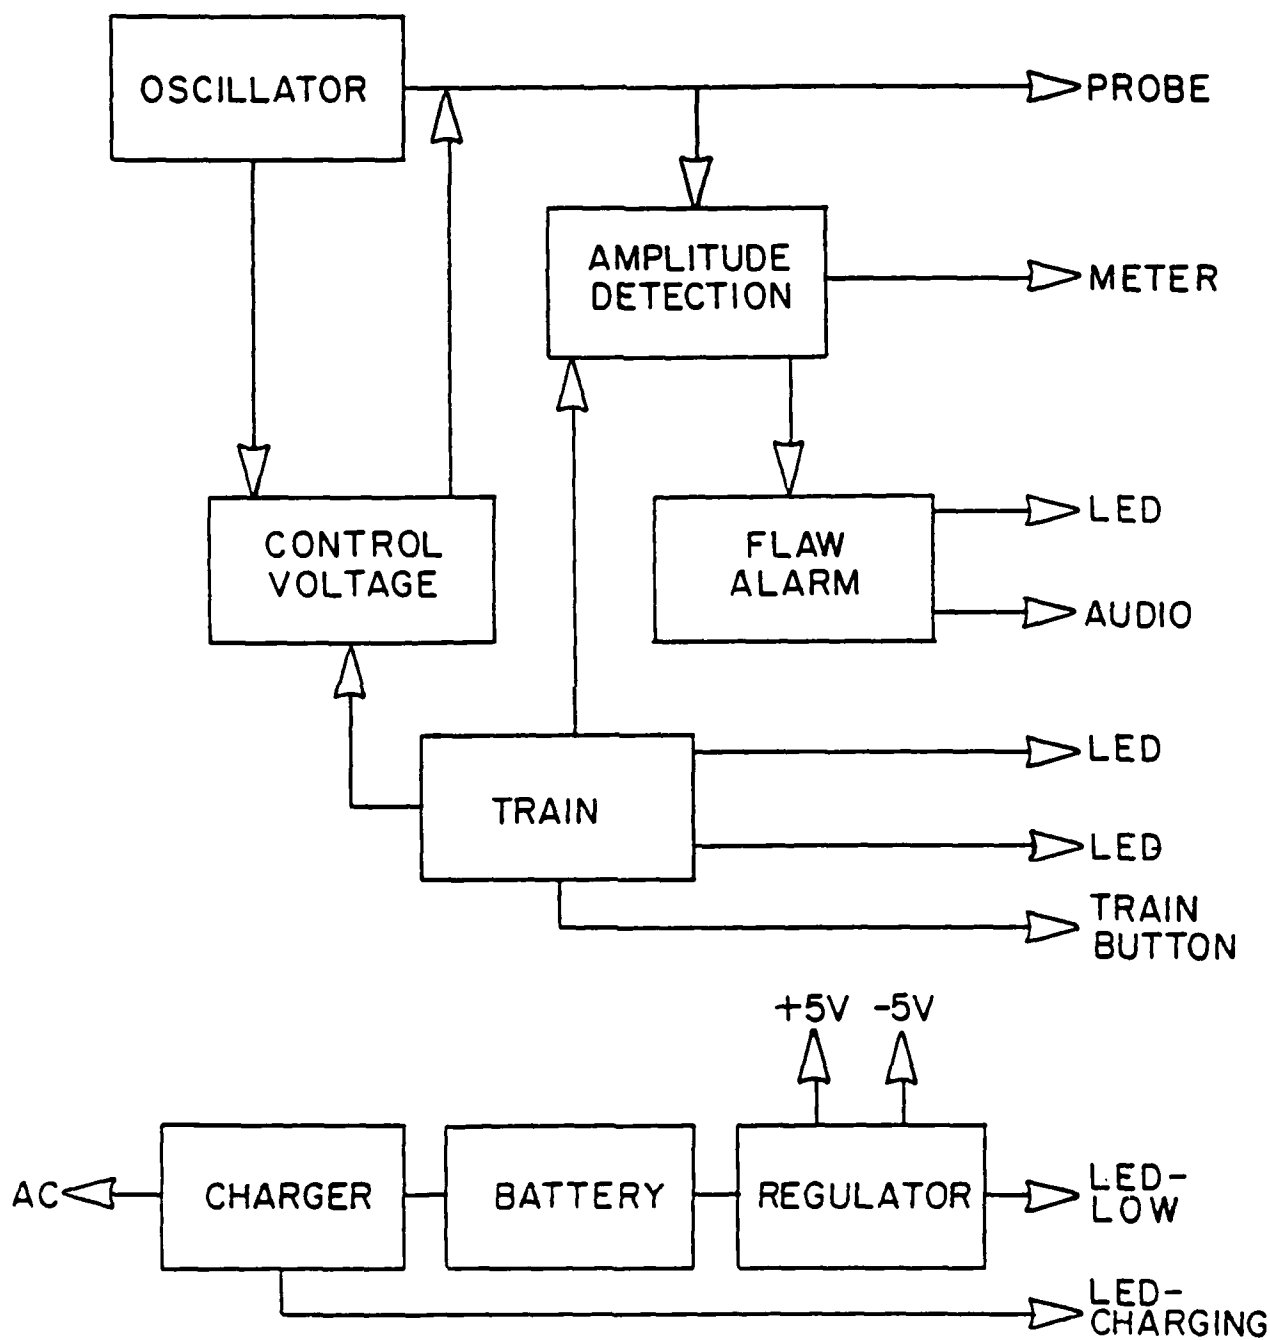 OSCILLATOR
PROBE
AMPLITUDE
DETECTION
METER
CONTROL
VOLTAGE
FLAW
ALARM
LED
AUDIO
TRAIN
LED
LED
TRAIN
BUTTON
+5V -5V
AC
CHARGER
BATTERY
REGULATOR
LED-
LOW
LED-
CHARGING